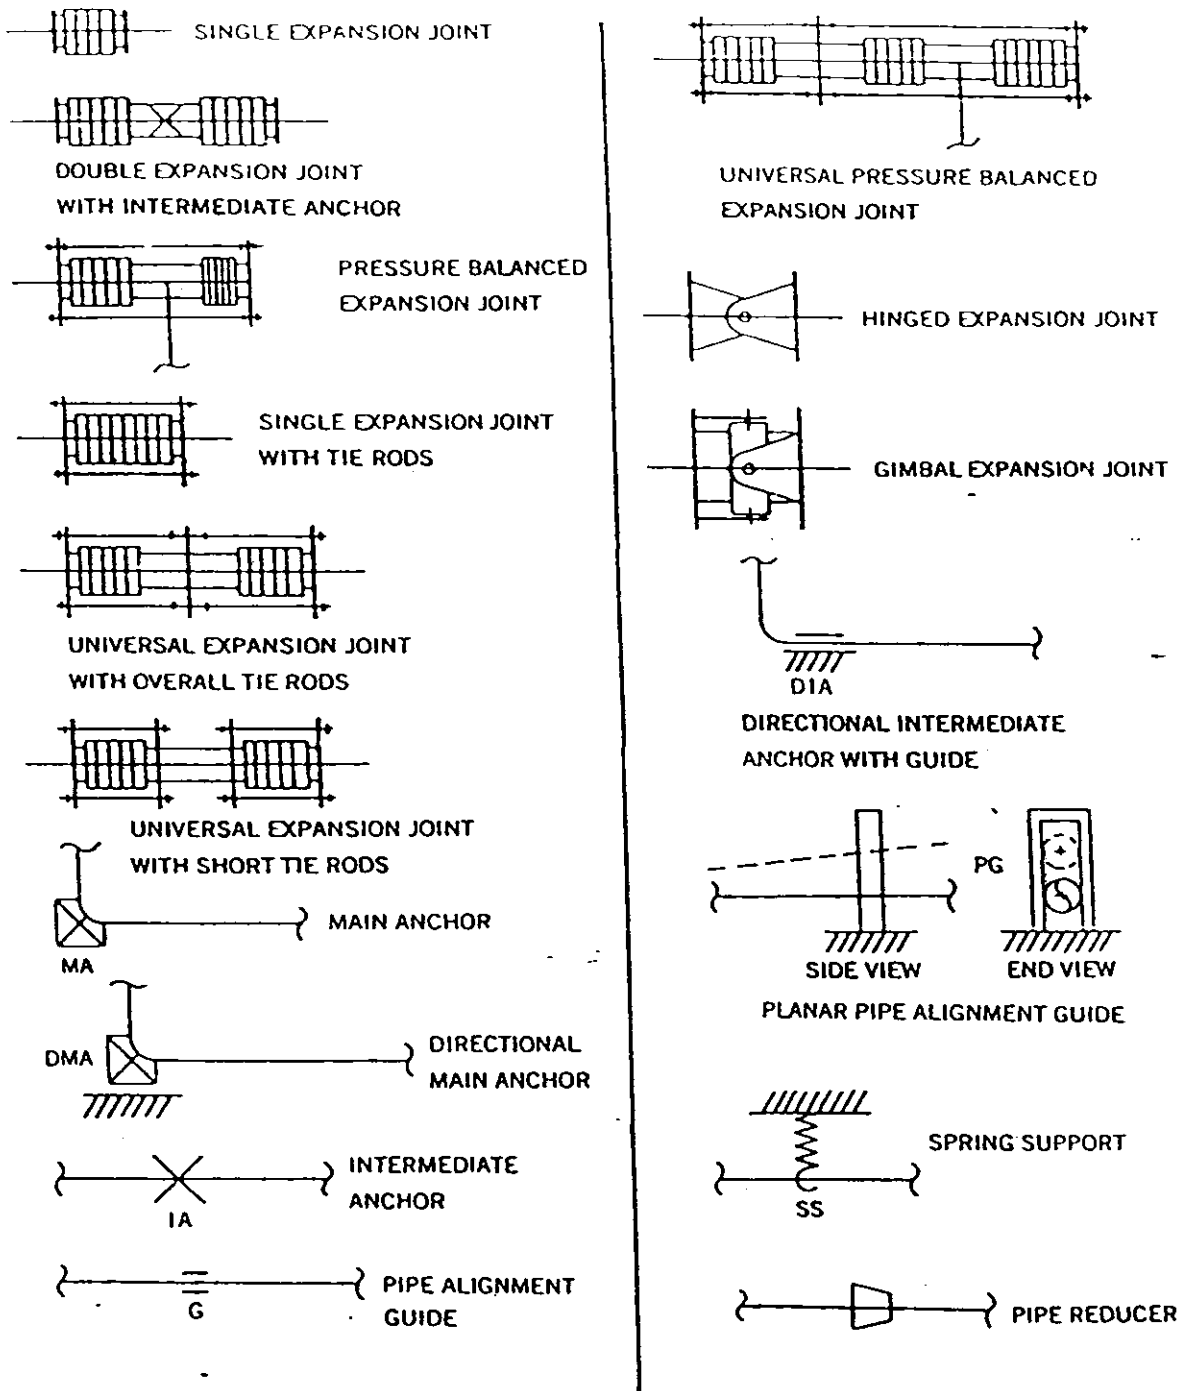 SINGLE EXPANSION JOINT
DOUBLE EXPANSION JOINT
WITH INTERMEDIATE ANCHOR
PRESSURE BALANCED
EXPANSION JOINT
SINGLE EXPANSION JOINT
WITH TIE RODS
UNIVERSAL EXPANSION JOINT
WITH OVERALL TIE RODS
UNIVERSAL EXPANSION JOINT
WITH SHORT TIE RODS
MAIN ANCHOR
MA
DMA
DIRECTIONAL
MAIN ANCHOR
INTERMEDIATE
ANCHOR
IA
PIPE ALIGNMENT
GUIDE
G
UNIVERSAL PRESSURE BALANCED
EXPANSION JOINT
HINGED EXPANSION JOINT
GIMBAL EXPANSION JOINT
DIA
DIRECTIONAL INTERMEDIATE
ANCHOR WITH GUIDE
PG
SIDE VIEW
END VIEW
PLANAR PIPE ALIGNMENT GUIDE
SPRING SUPPORT
SS
PIPE REDUCER